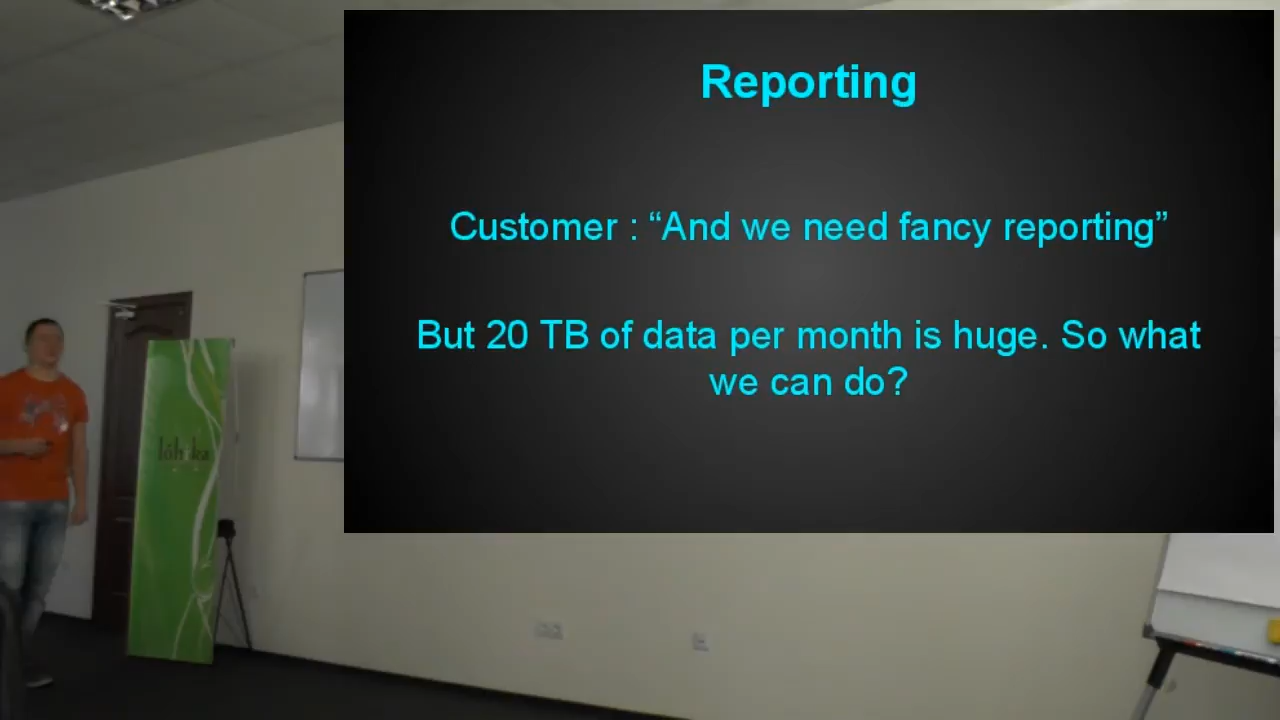 Reporting
Customer : “And we need fancy reporting”
But 20 TB of data per month is huge. So what
we can do?
lohika